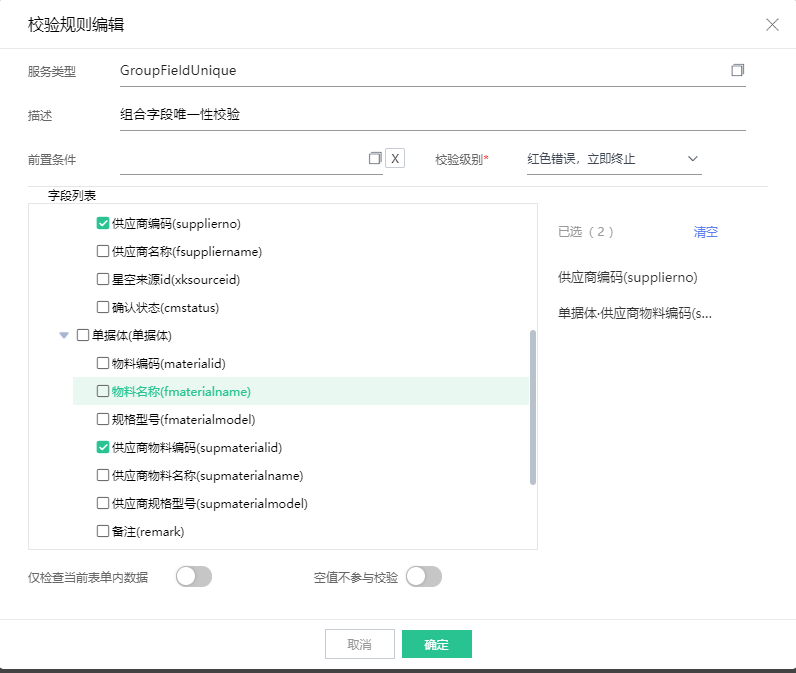 校验规则编辑
服务类型 GroupFieldUnique
描述 组合字段唯一性校验
前置条件 X 校验级别* 红色错误，立即终止
字段列表
供应商编码(supplierno)
供应商名称(fsuppliername)
星空来源id(xksourceid)
确认状态(cmstatus)
单据体(单据体)
物料编码(materialid)
物料名称(fmaterialname)
规格型号(fmaterialmodel)
供应商物料编码(supmaterialid)
供应商物料名称(supmaterialname)
供应商规格型号(supmaterialmodel)
备注(remark)
已选（2） 清空
供应商编码(supplierno)
单据体·供应商物料编码(s...
仅检查当前表单内数据 空值不参与校验
取消 确定